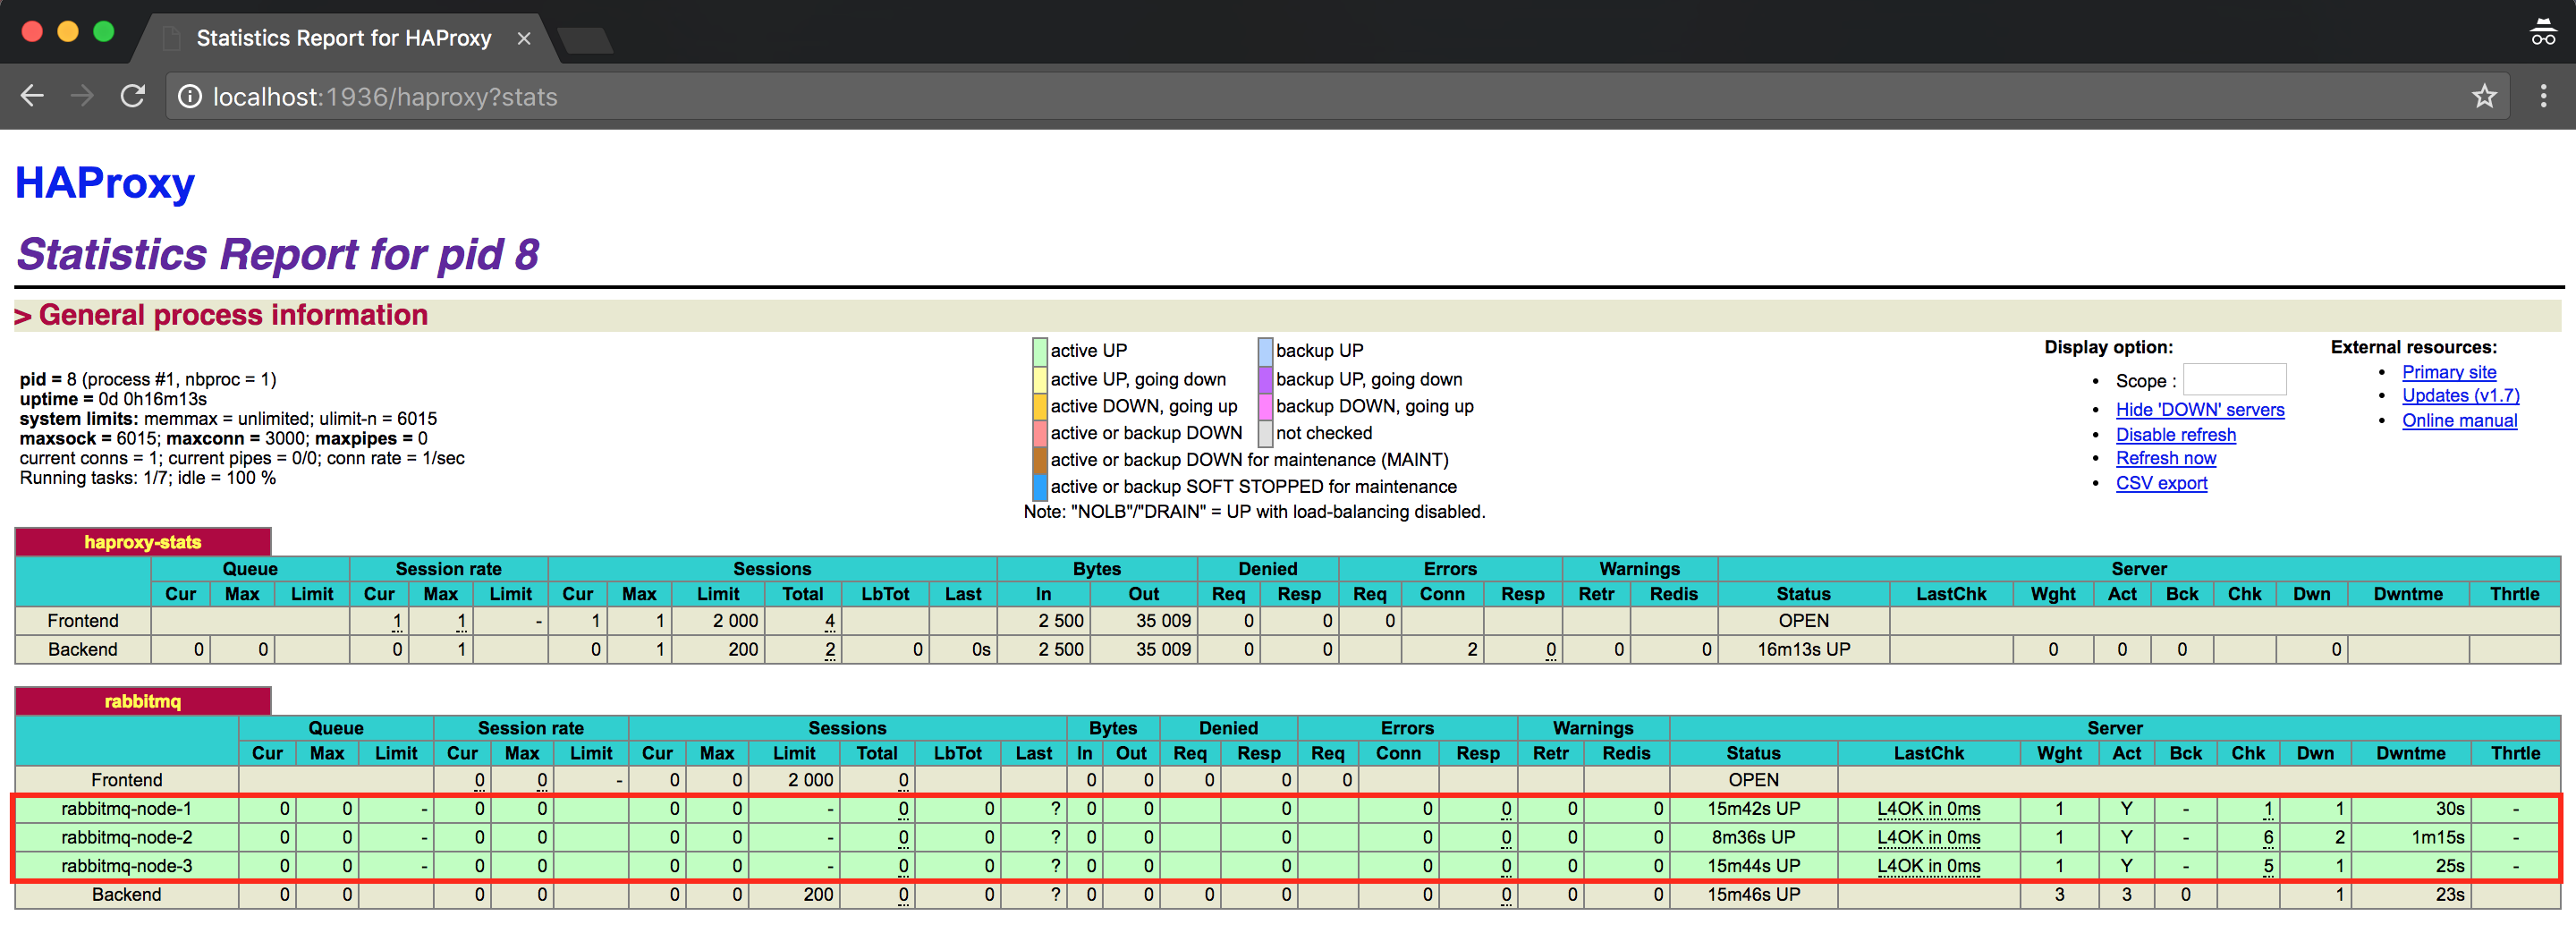 Statistics Report for HAProxy
localhost:1936/haproxy?stats
HAProxy
Statistics Report for pid 8
> General process information
pid = 8 (process #1, nbproc = 1)
uptime = 0d 0h16m13s
system limits: memmax = unlimited; ulimit-n = 6015
maxsock = 6015; maxconn = 3000; maxpipes = 0
current conns = 1; current pipes = 0/0; conn rate = 1/sec
Running tasks: 1/7; idle = 100 %
active UP backup UP
active UP, going down backup UP, going down
active DOWN, going up backup DOWN, going up
active or backup DOWN not checked
active or backup DOWN for maintenance (MAINT)
active or backup SOFT STOPPED for maintenance
Note: "NOLB"/"DRAIN" = UP with load-balancing disabled.
Display option:
• Scope :
• Hide 'DOWN' servers
• Disable refresh
• Refresh now
• CSV export
External resources:
• Primary site
• Updates (v1.7)
• Online manual
haproxy-stats
Queue Session rate Sessions Bytes Denied Errors Warnings Server
Cur Max Limit Cur Max Limit Cur Max Limit Total LbTot Last In Out Req Resp Req Conn Resp Retr Redis Status LastChk Wght Act Bck Chk Dwn Dwntme Thrtle
Frontend 1 1 - 1 1 2 000 4 2 500 35 009 0 0 0 OPEN
Backend 0 0 0 1 0 1 200 2 0 0s 2 500 35 009 0 0 2 0 0 0 16m13s UP 0 0 0 0
rabbitmq
Queue Session rate Sessions Bytes Denied Errors Warnings Server
Cur Max Limit Cur Max Limit Cur Max Limit Total LbTot Last In Out Req Resp Req Conn Resp Retr Redis Status LastChk Wght Act Bck Chk Dwn Dwntme Thrtle
Frontend 0 0 - 0 0 2 000 0 0 0 0 0 0 OPEN
rabbitmq-node-1 0 0 - 0 0 0 0 - 0 0 ? 0 0 0 0 0 0 0 15m42s UP L4OK in 0ms 1 Y - 1 1 30s -
rabbitmq-node-2 0 0 - 0 0 0 0 - 0 0 ? 0 0 0 0 0 0 0 8m36s UP L4OK in 0ms 1 Y - 6 2 1m15s -
rabbitmq-node-3 0 0 - 0 0 0 0 - 0 0 ? 0 0 0 0 0 0 0 15m44s UP L4OK in 0ms 1 Y - 5 1 25s -
Backend 0 0 0 0 0 0 200 0 0 ? 0 0 0 0 0 0 0 0 15m46s UP 3 3 0 1 23s